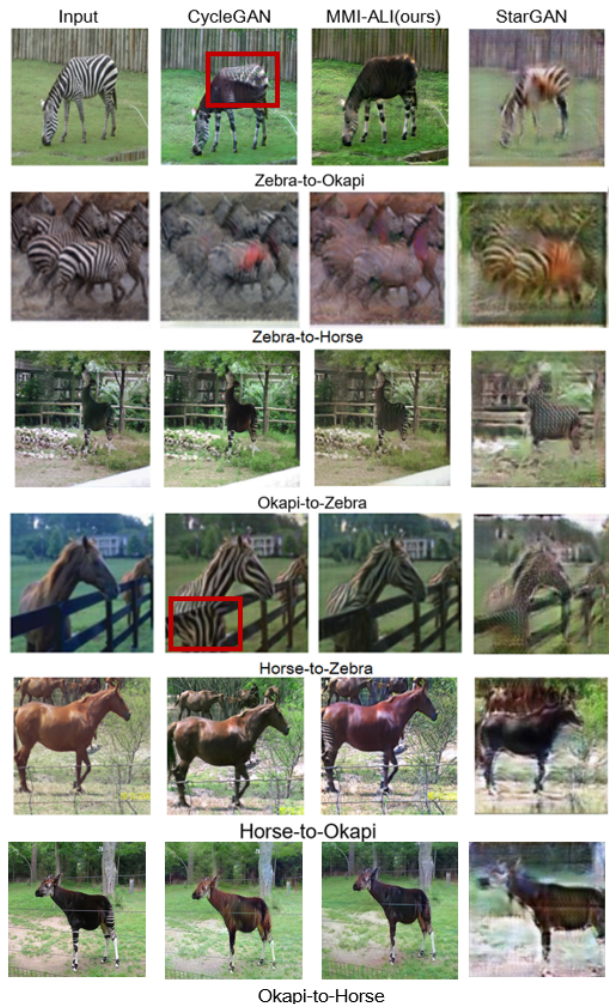 Input CycleGAN MMI-ALI(ours) StarGAN
Zebra-to-Okapi
Zebra-to-Horse
Okapi-to-Zebra
Horse-to-Zebra
Horse-to-Okapi
Okapi-to-Horse